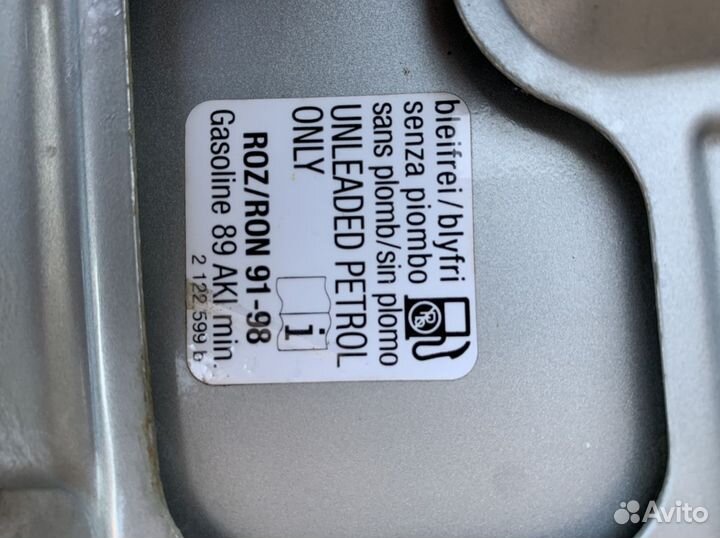 bleifrei/blyfri
senza piombo
sans plomb/sin plomo
UNLEADED PETROL
ONLY
i
ROZ/RON 91-98
Gasoline 89 AKI min.
2 122 599 b
Pb
Avito